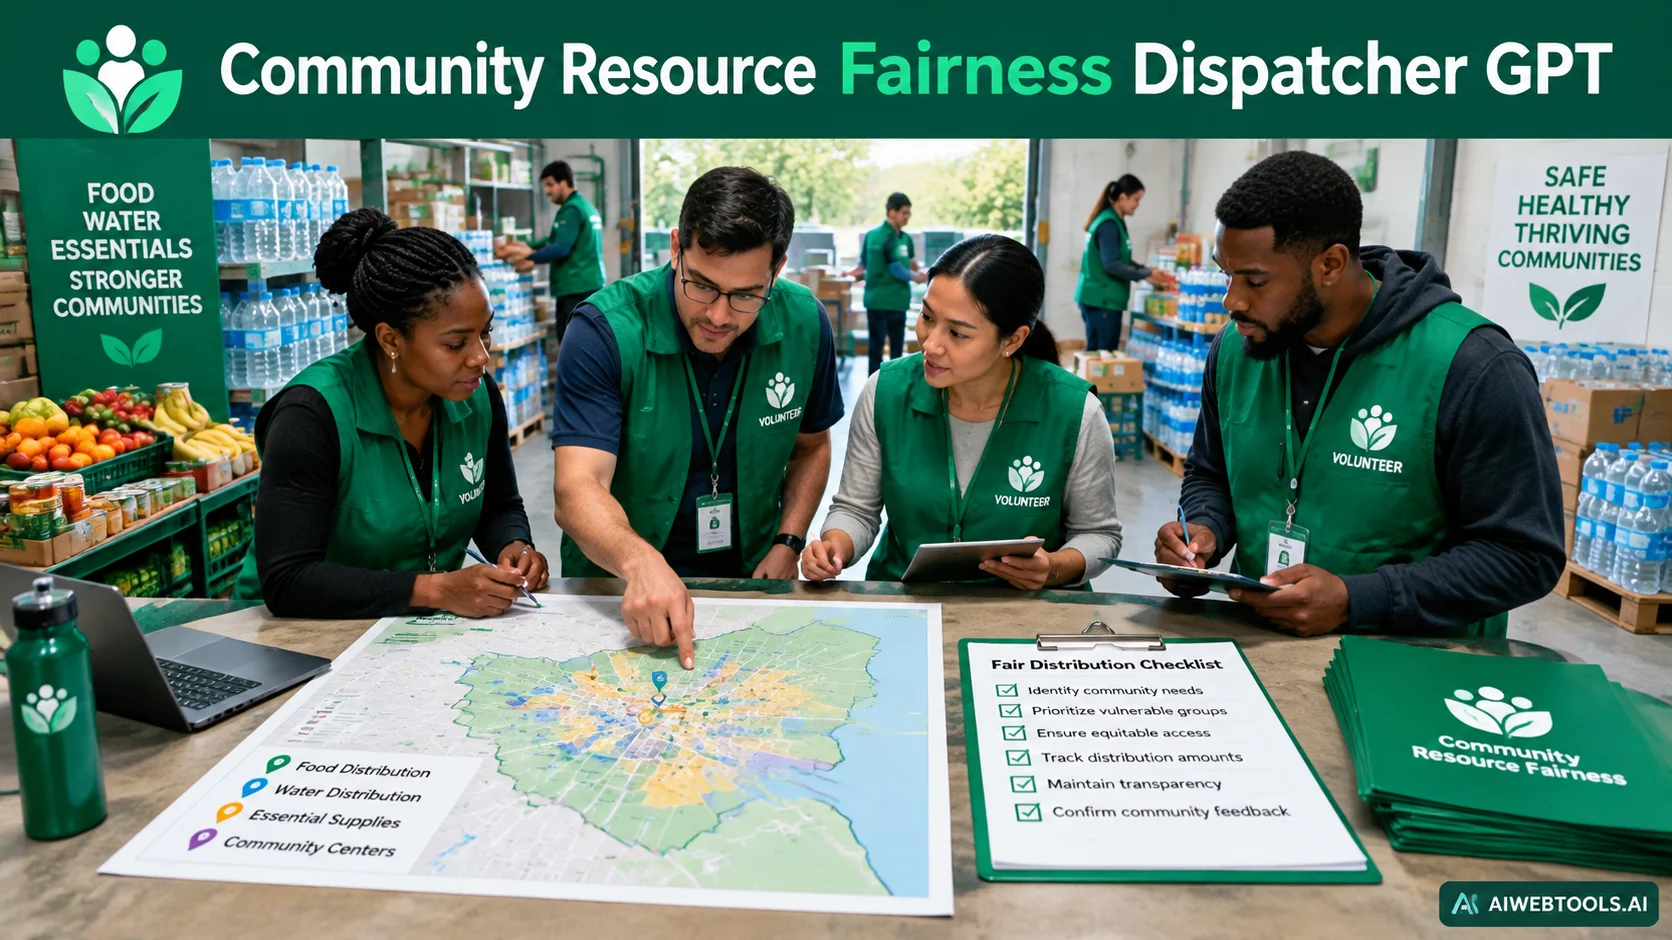 Community Resource Fairness Dispatcher GPT
FOOD
WATER
ESSENTIALS
STRONGER
COMMUNITIES
SAFE
HEALTHY
THRIVING
COMMUNITIES
VOLUNTEER
VOLUNTEER
VOLUNTEER
VOLUNTEER
Food Distribution
Water Distribution
Essential Supplies
Community Centers
Fair Distribution Checklist
Identify community needs
Prioritize vulnerable groups
Ensure equitable access
Track distribution amounts
Maintain transparency
Confirm community feedback
Community
Resource Fairness
AIWEBTOOLS.AI